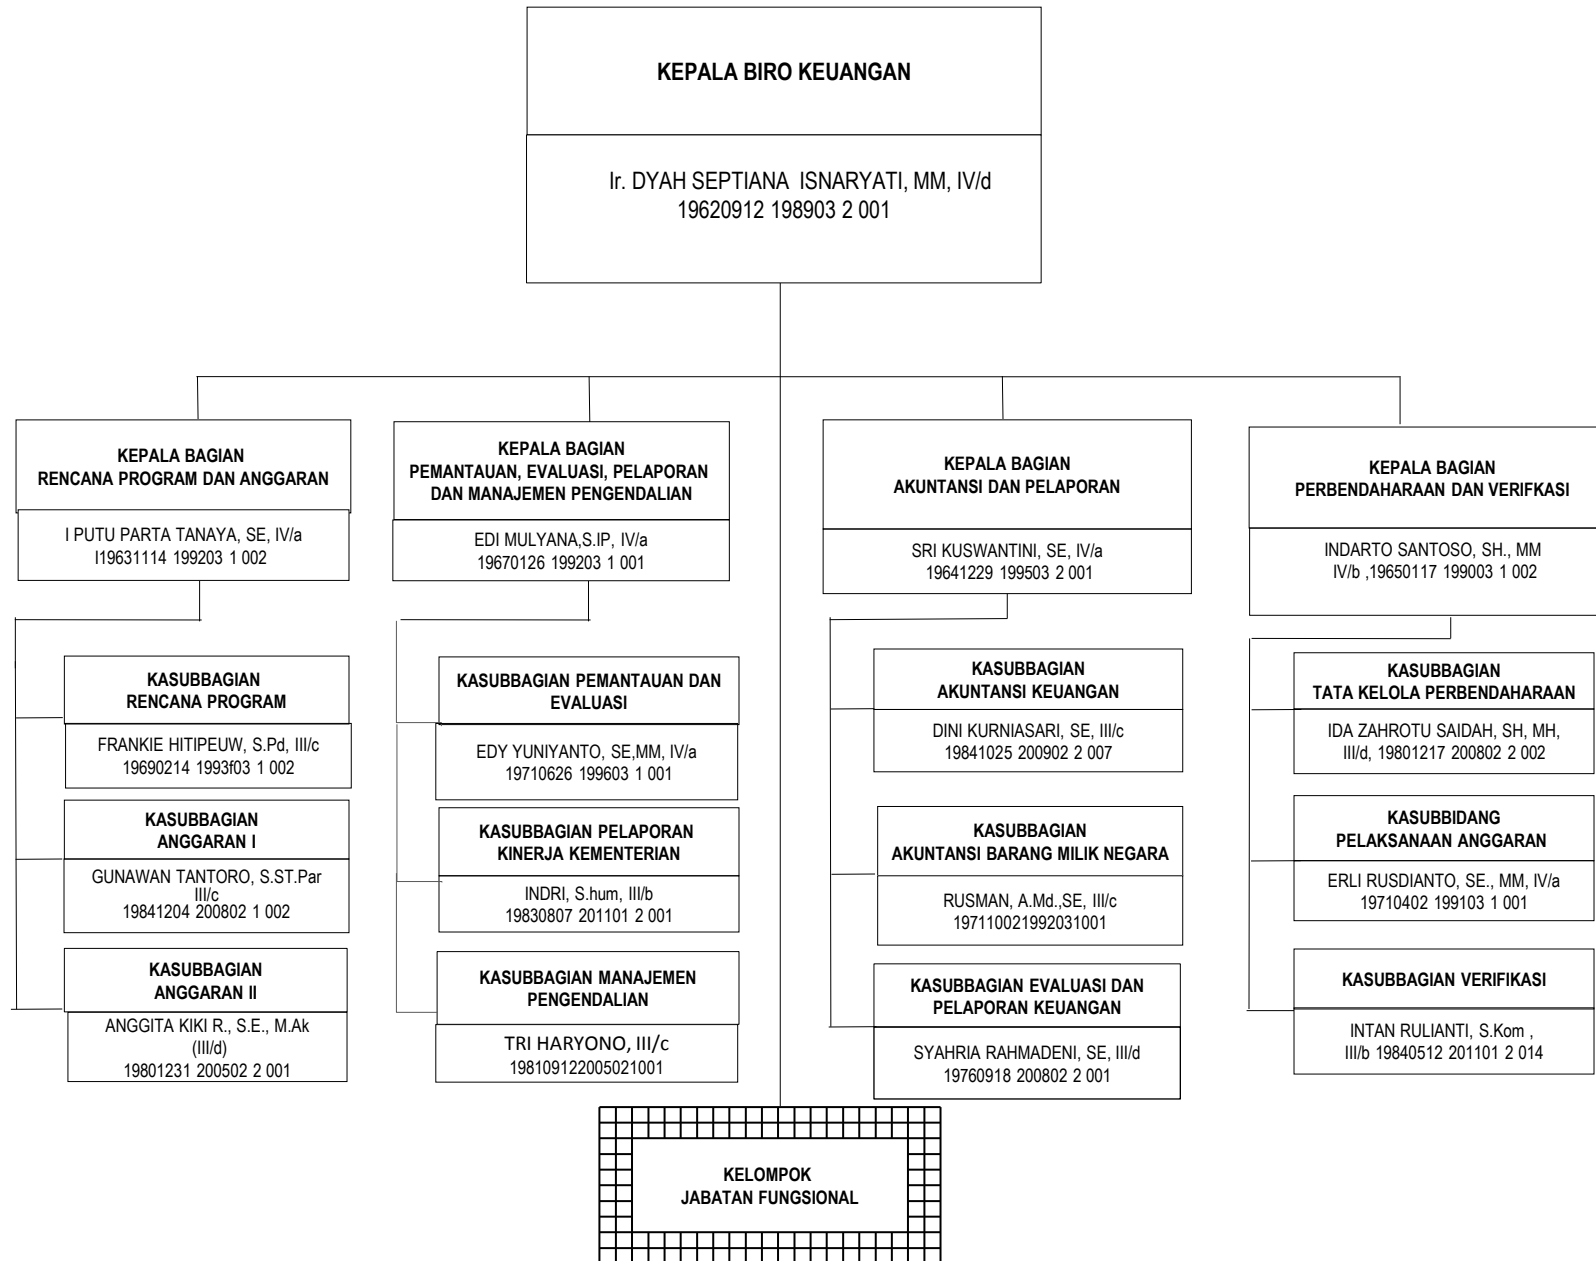 KEPALA BIRO KEUANGAN
Ir. DYAH SEPTIANA ISNARYATI, MM, IV/d
19620912 198903 2 001
KEPALA BAGIAN
RENCANA PROGRAM DAN ANGGARAN
I PUTU PARTA TANAYA, SE, IV/a
I19631114 199203 1 002
KASUBBAGIAN
RENCANA PROGRAM
FRANKIE HITIPEUW, S.Pd, III/c
19690214 1993f03 1 002
KASUBBAGIAN
ANGGARAN I
GUNAWAN TANTORO, S.ST.Par
III/c
19841204 200802 1 002
KASUBBAGIAN
ANGGARAN II
ANGGITA KIKI R., S.E., M.Ak
(III/d)
19801231 200502 2 001
KEPALA BAGIAN
PEMANTAUAN, EVALUASI, PELAPORAN
DAN MANAJEMEN PENGENDALIAN
EDI MULYANA,S.IP, IV/a
19670126 199203 1 001
KASUBBAGIAN PEMANTAUAN DAN
EVALUASI
EDY YUNIYANTO, SE,MM, IV/a
19710626 199603 1 001
KASUBBAGIAN PELAPORAN
KINERJA KEMENTERIAN
INDRI, S.hum, III/b
19830807 201101 2 001
KASUBBAGIAN MANAJEMEN
PENGENDALIAN
TRI HARYONO, III/c
198109122005021001
KEPALA BAGIAN
AKUNTANSI DAN PELAPORAN
SRI KUSWANTINI, SE, IV/a
19641229 199503 2 001
KASUBBAGIAN
AKUNTANSI KEUANGAN
DINI KURNIASARI, SE, III/c
19841025 200902 2 007
KASUBBAGIAN
AKUNTANSI BARANG MILIK NEGARA
RUSMAN, A.Md.,SE, III/c
197110021992031001
KASUBBAGIAN EVALUASI DAN
PELAPORAN KEUANGAN
SYAHRIA RAHMADENI, SE, III/d
19760918 200802 2 001
KEPALA BAGIAN
PERBENDAHARAAN DAN VERIFKASI
INDARTO SANTOSO, SH., MM
IV/b ,19650117 199003 1 002
KASUBBAGIAN
TATA KELOLA PERBENDAHARAAN
IDA ZAHROTU SAIDAH, SH, MH,
III/d, 19801217 200802 2 002
KASUBBIDANG
PELAKSANAAN ANGGARAN
ERLI RUSDIANTO, SE., MM, IV/a
19710402 199103 1 001
KASUBBAGIAN VERIFIKASI
INTAN RULIANTI, S.Kom ,
III/b 19840512 201101 2 014
KELOMPOK
JABATAN FUNGSIONAL